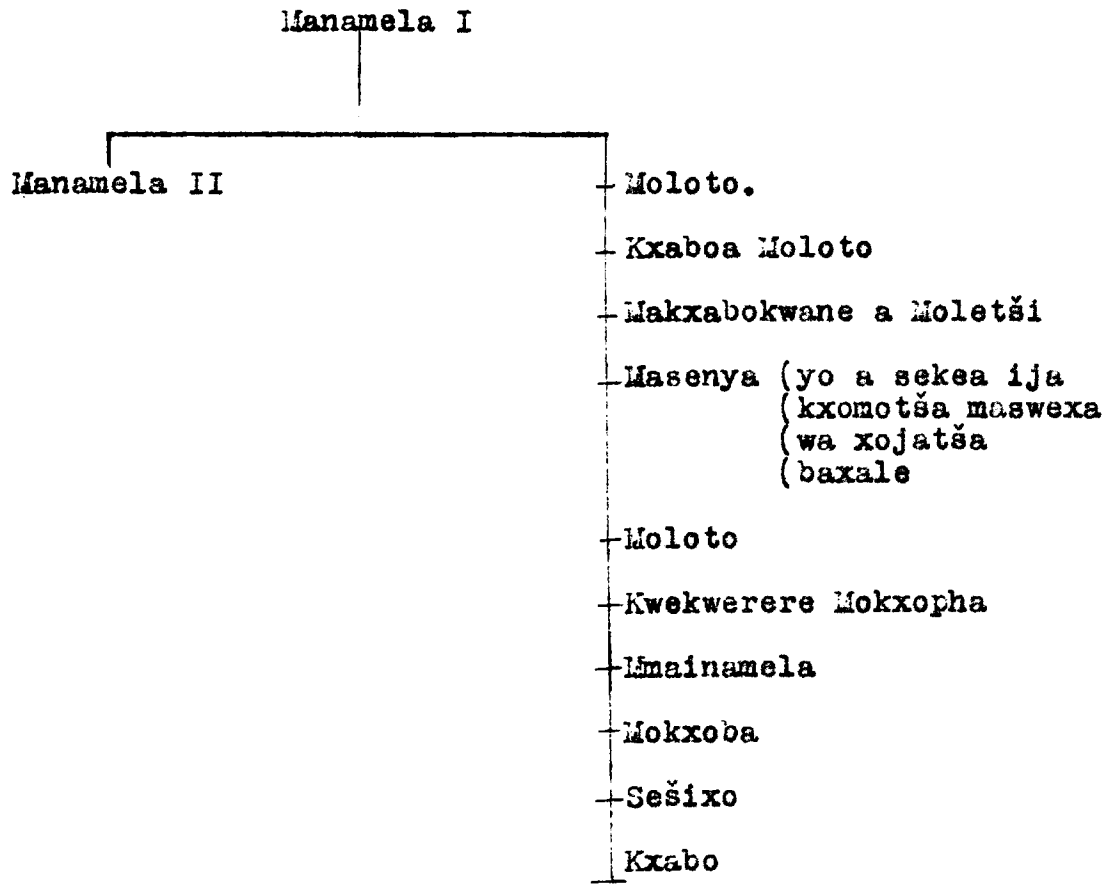 Manamela I
Manamela II
Moloto.
Kxaboa Moloto
Makxabokwane a Moletši
Masenya (yo a sekea ija
(kxomotša maswexa
(wa xojatša
(baxale
Moloto
Kwekwerere Mokxopha
Mmainamela
Mokxoba
Sešixo
Kxabo